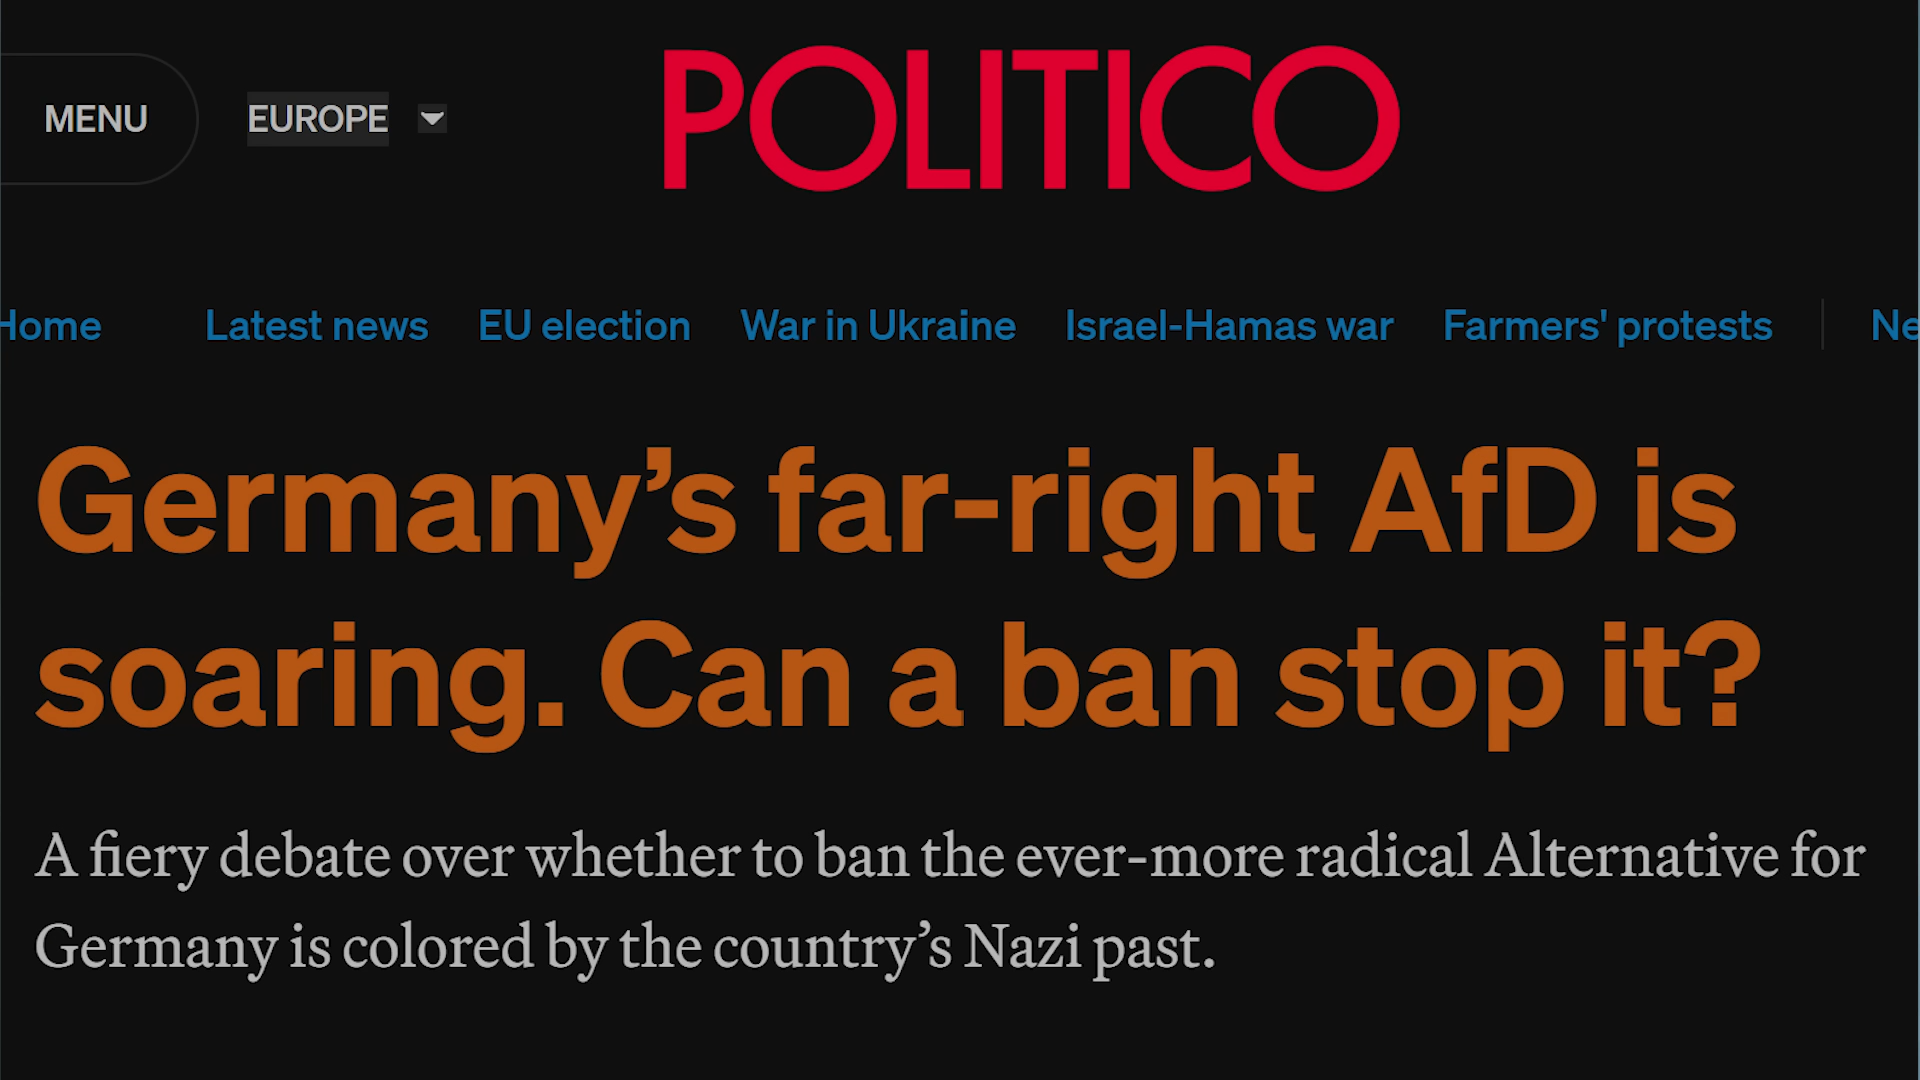 MENU EUROPE POLITICO
Home Latest news EU election War in Ukraine Israel-Hamas war Farmers' protests
Germany’s far-right AfD is
soaring. Can a ban stop it?
A fiery debate over whether to ban the ever-more radical Alternative for
Germany is colored by the country’s Nazi past.